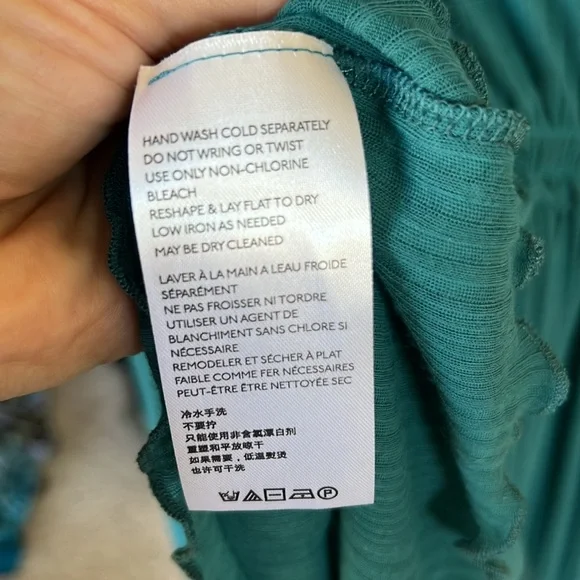 HAND WASH COLD SEPARATELY
DO NOT WRING OR TWIST
USE ONLY NON-CHLORINE
BLEACH
RESHAPE & LAY FLAT TO DRY
LOW IRON AS NEEDED
MAY BE DRY CLEANED
LAVER À LA MAIN A LEAU FROIDE
SÉPARÉMENT
NE PAS FROISSER NI TORDRE
UTILISER UN AGENT DE
BLANCHIMENT SANS CHLORE SI
NÉCESSAIRE
REMODELER ET SÉCHER À PLAT
FAIBLE COMME FER NÉCESSAIRES
PEUT-ÊTRE ÊTRE NETTOYÉE SEC
冷水手洗
不要拧
只能使用非含氯漂白剂
重塑和平放晾干
如果需要，低温熨烫
也许可干洗
P